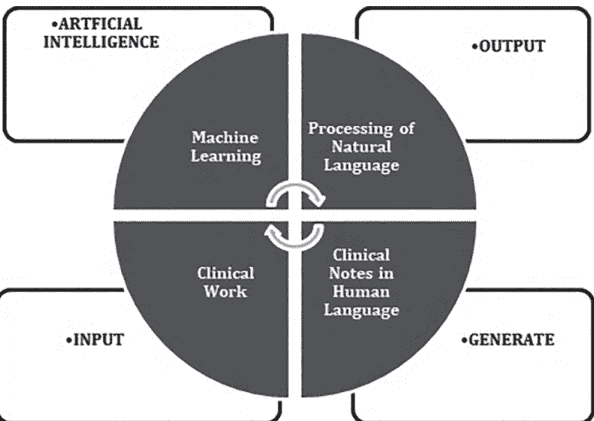 •ARTFICIAL
INTELLIGENCE
•OUTPUT
Machine
Learning
Processing of
Natural
Language
Clinical
Work
Clinical
Notes in
Human
Language
•INPUT
•GENERATE